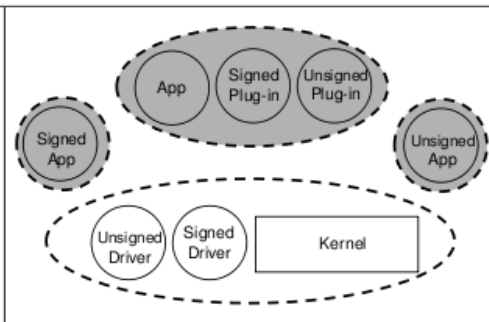 App
Signed
Plug-in
Unsigned
Plug-in
Signed
App
Unsigned
App
Unsigned
Driver
Signed
Driver
Kernel